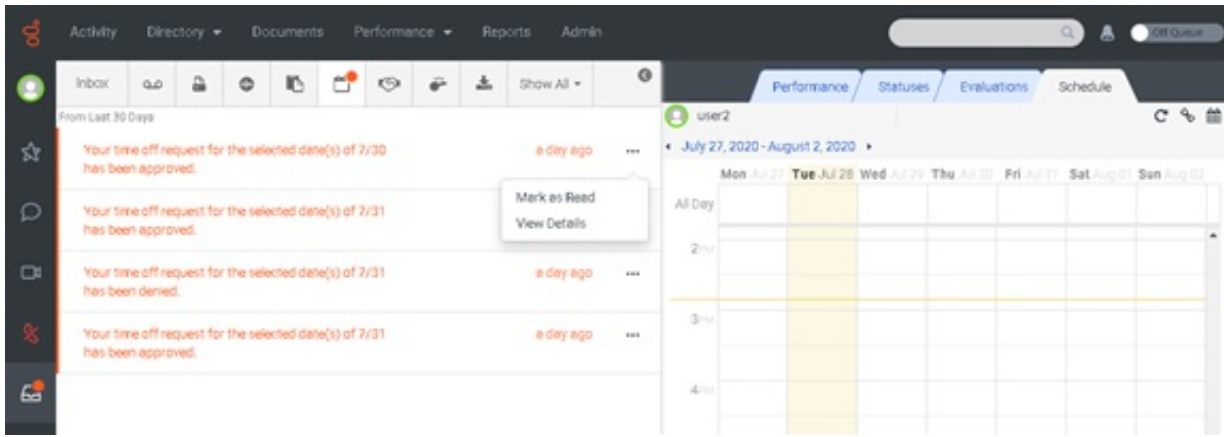 Activity Directory Documents Performance Reports Admin
Off Queue
Inbox Show All
Performance Statuses Evaluations Schedule
From Last 30 Days
user2
Your time off request for the selected date(s) of 7/30 a day ago
has been approved.
Mark as Read
View Details
Your time off request for the selected date(s) of 7/31
has been approved.
Your time off request for the selected date(s) of 7/31 a day ago
has been denied.
Your time off request for the selected date(s) of 7/31 a day ago
has been approved.
July 27, 2020 - August 2, 2020
Mon Jul 27 Tue Jul 28 Wed Jul 29 Thu Jul 30 Fri Jul 31 Sat Aug 01 Sun Aug 02
All Day
2PM
3PM
4PM